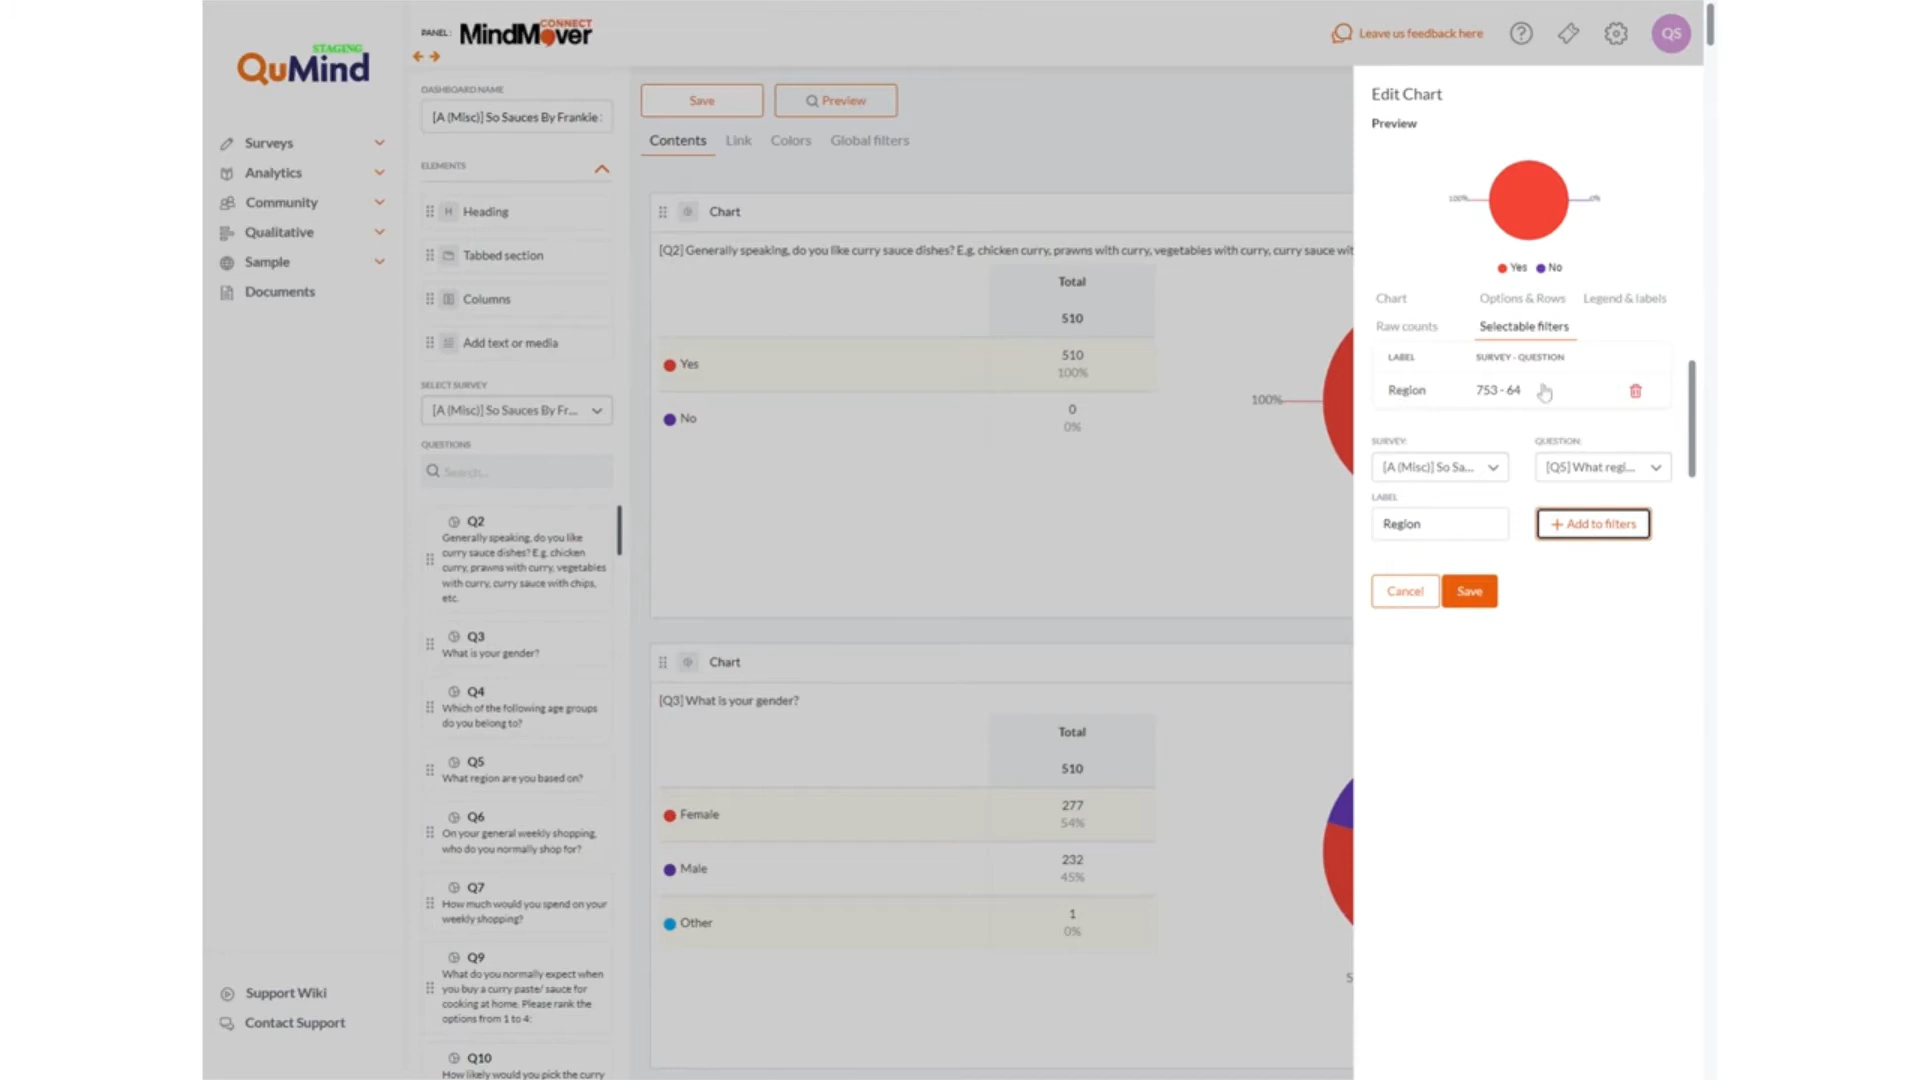 STAGING
QuMind
Surveys
Analytics
Community
Qualitative
Sample
Documents
Support Wiki
Contact Support
PANEL: MindMover CONNECT
DASHBOARD NAME
[A (Misc)] So Sauces By Frankie
ELEMENTS
Heading
Tabbed section
Columns
Add text or media
SELECT SURVEY
[A (Misc)] So Sauces By Fr...
QUESTIONS
Search...
Q2
Generally speaking, do you like
curry sauce dishes? E.g. chicken
curry, prawns with curry, vegetables
with curry, curry sauce with chips,
etc.
Q3
What is your gender?
Q4
Which of the following age groups
do you belong to?
Q5
What region are you based on?
Q6
On your general weekly shopping,
who do you normally shop for?
Q7
How much would you spend on your
weekly shopping?
Q9
What do you normally expect when
you buy a curry paste/ sauce for
cooking at home. Please rank the
options from 1 to 4:
Q10
How likely would you pick the curry
Save
Preview
Contents Link Colors Global filters
Chart
[Q2] Generally speaking, do you like curry sauce dishes? E.g. chicken curry, prawns with curry, vegetables with curry, curry sauce wit
Total
510
Yes
510
100%
No
0
0%
100%
Chart
[Q3] What is your gender?
Total
510
Female
277
54%
Male
232
45%
Other
1
0%
5
Leave us feedback here
QS
Edit Chart
Preview
100%
0%
Yes No
Chart Options & Rows Legend & labels
Raw counts Selectable filters
LABEL SURVEY - QUESTION
Region 753 - 64
SURVEY: QUESTION:
[A (Misc)] So Sa... [Q5] What regi...
LABEL
Region
+ Add to filters
Cancel Save